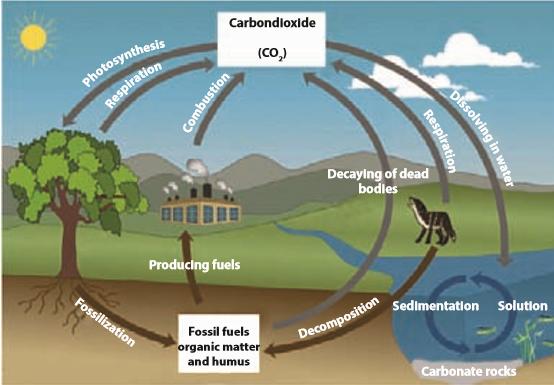 Carbondioxide
(CO₂)
Photosynthesis
Respiration
Combustion
Dissolving in water
Respiration
Decaying of dead
bodies
Producing fuels
Fossilization
Fossil fuels
organic matter
and humus
Decomposition
Sedimentation
Solution
Carbonate rocks